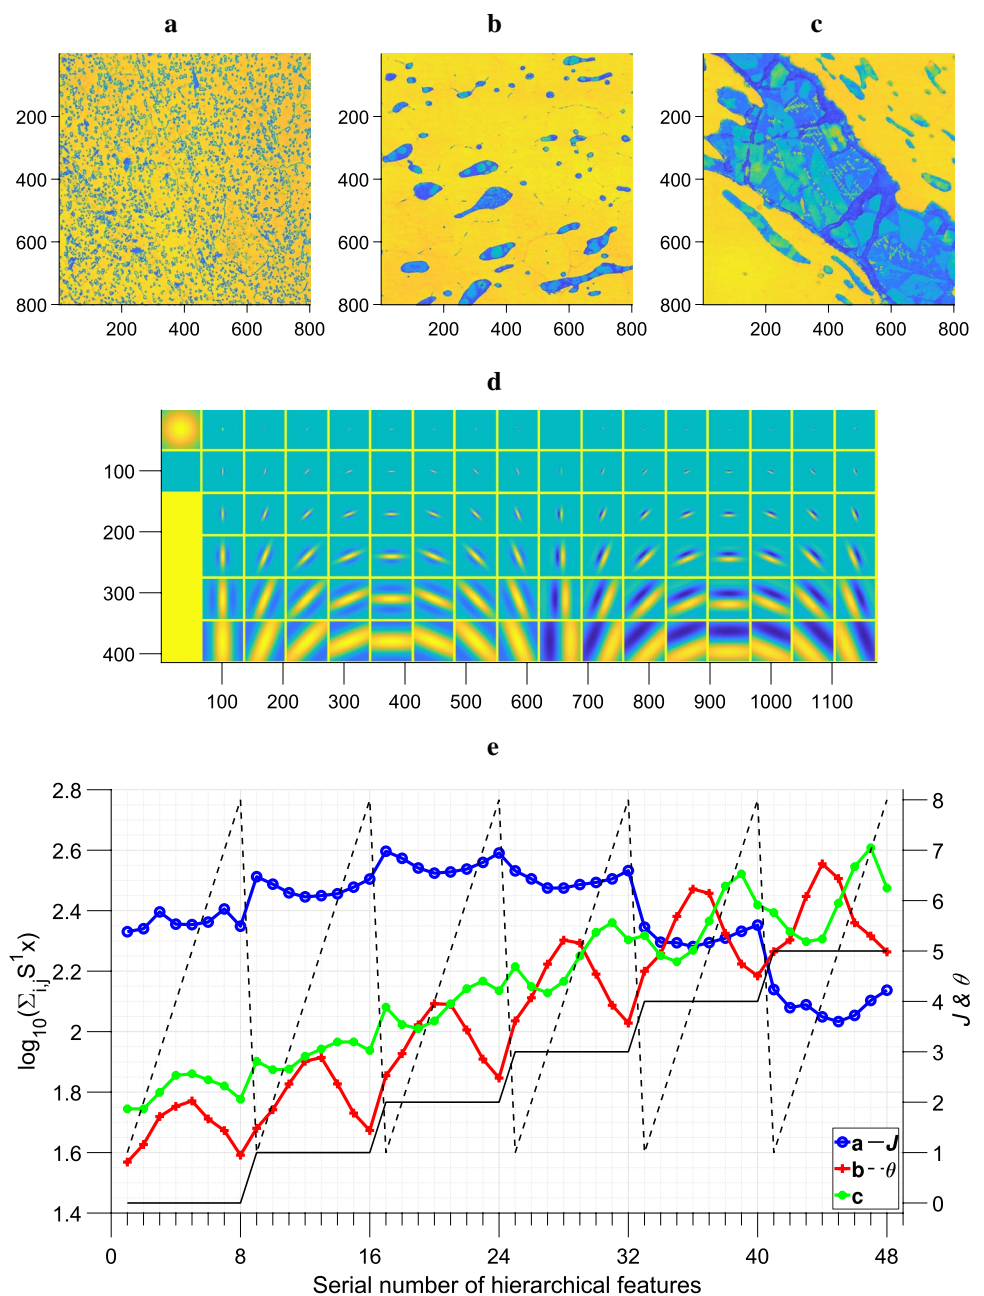 a b c
200 400 600 800
200 400 600 800
200 400 600 800
200 400 600 800
200 400 600 800
200 400 600 800
d
100
200
300
400
100 200 300 400 500 600 700 800 900 1000 1100
e
2.8
2.6
2.4
2.2
2
1.8
1.6
1.4
log10(Σi,jS1x)
8
7
6
5
4
3
2
1
0
J & θ
a J
b θ
c
0 8 16 24 32 40 48
Serial number of hierarchical features